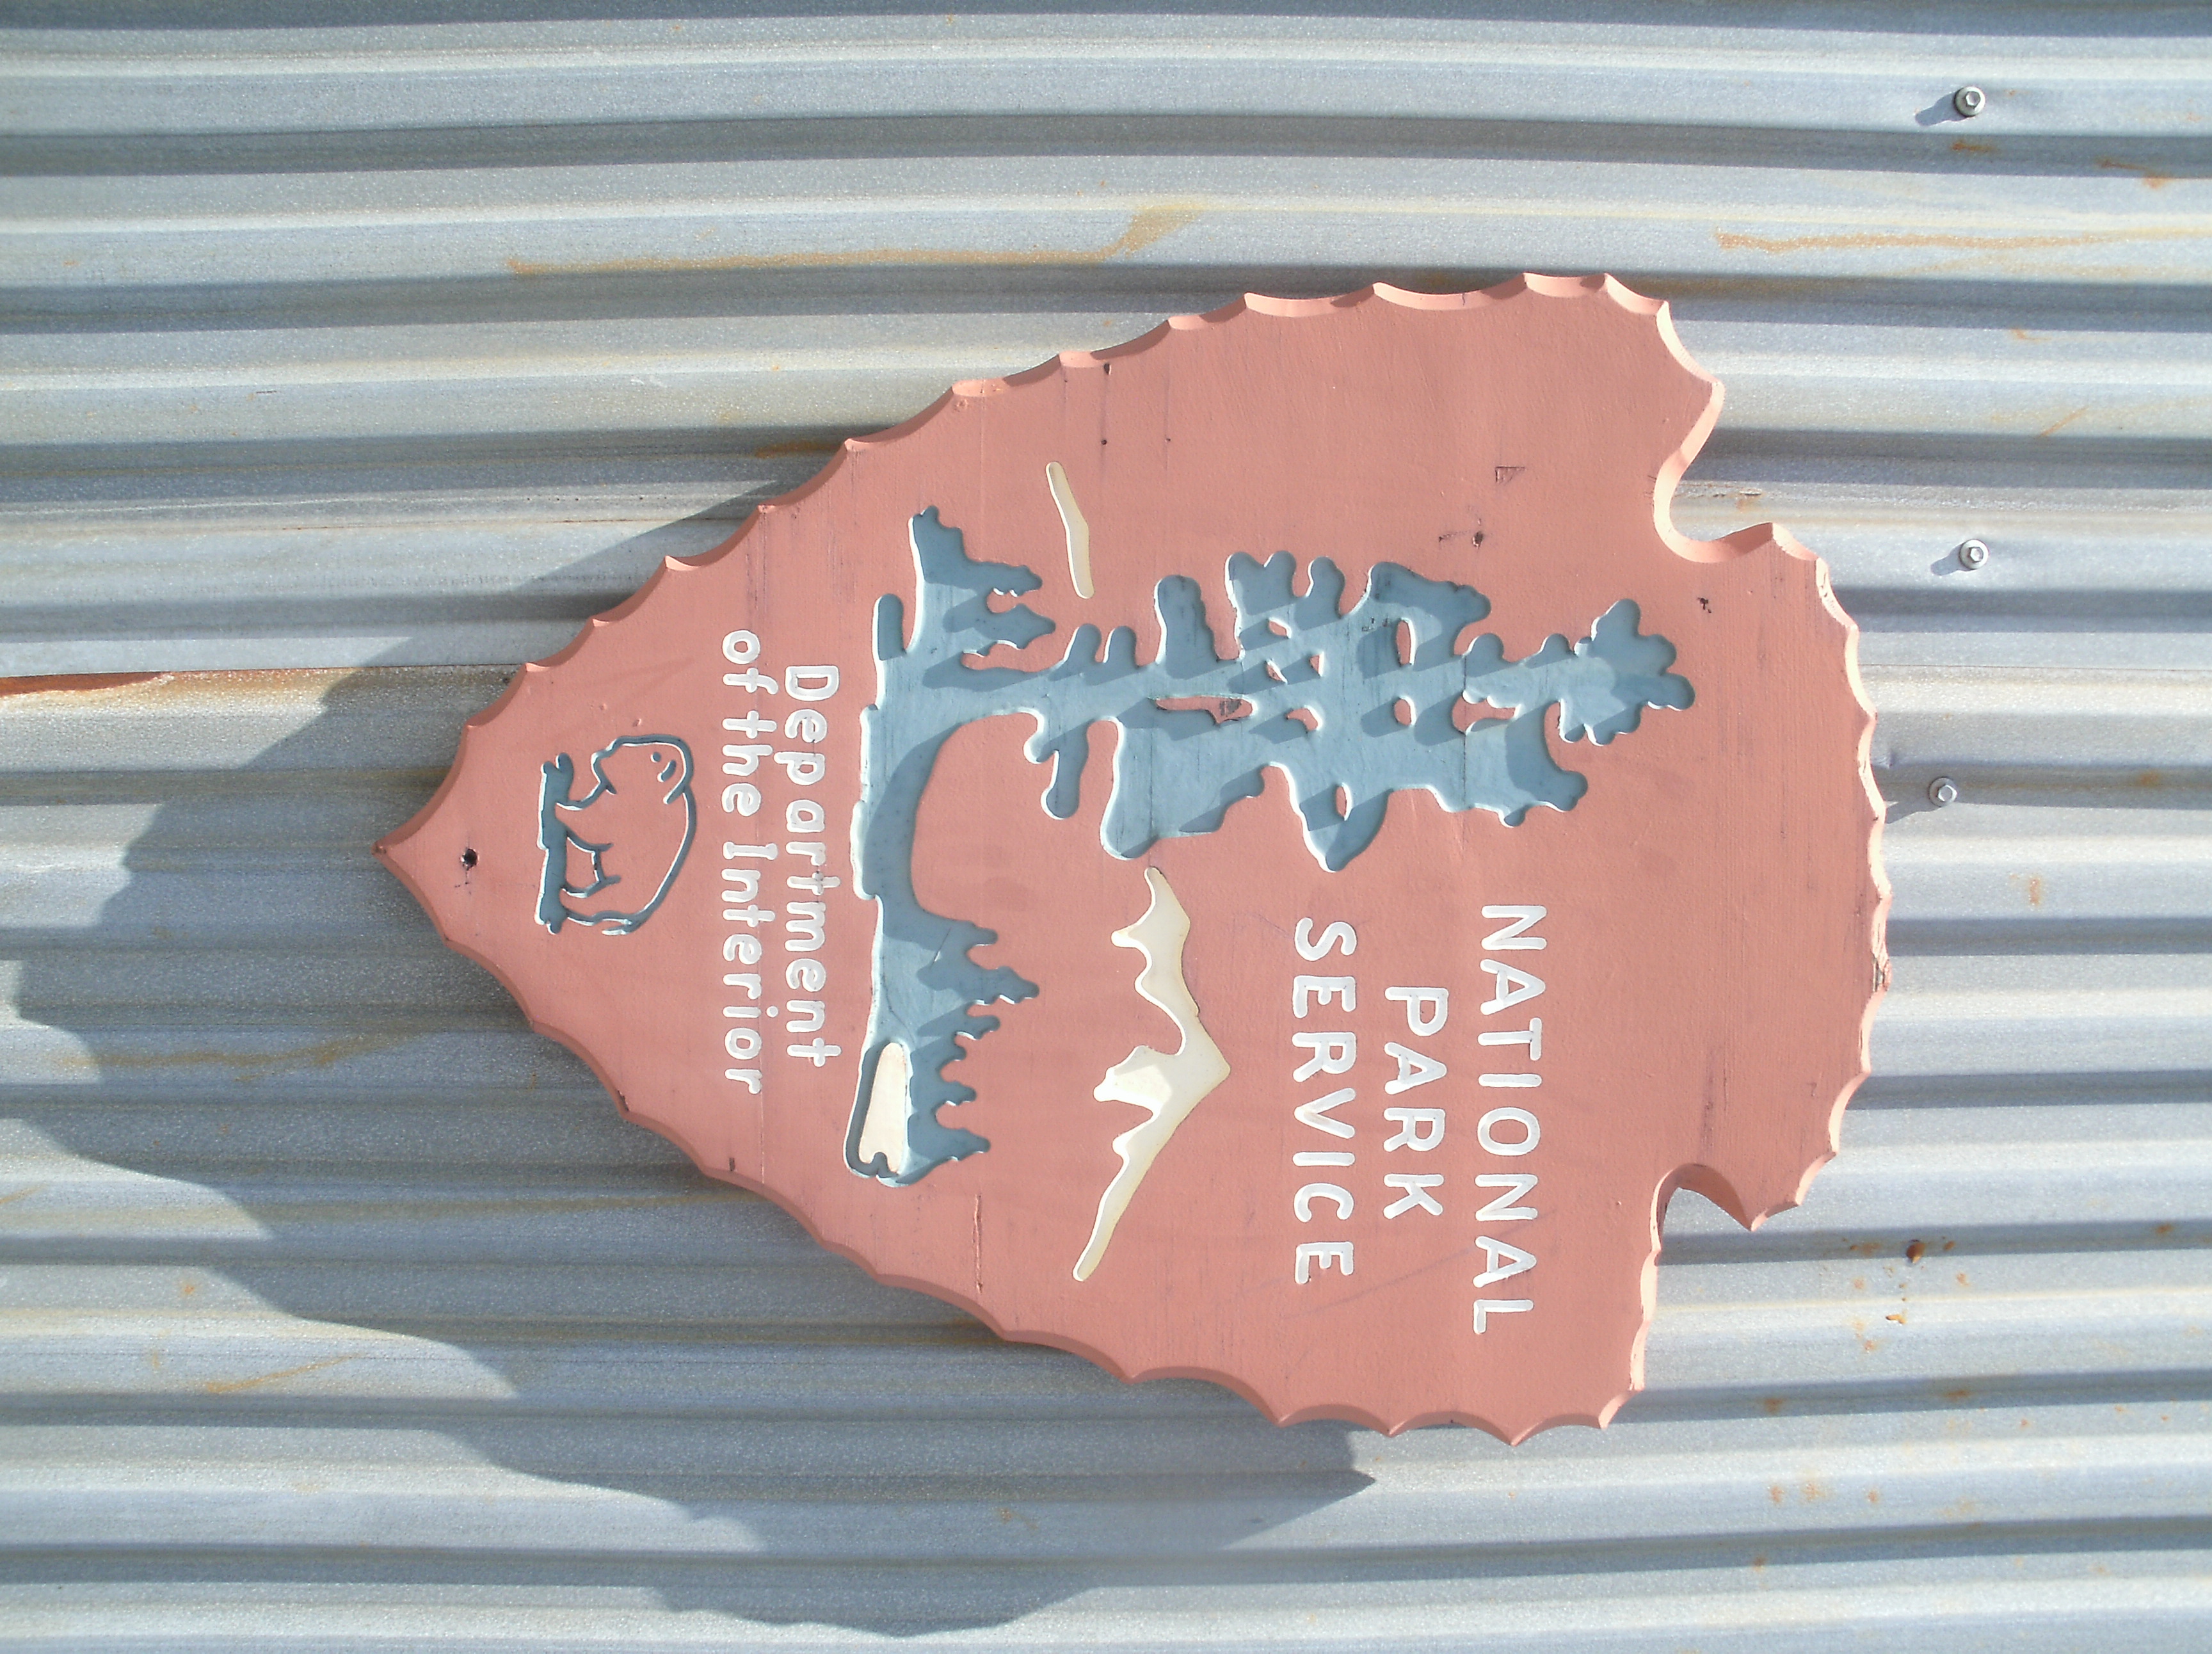 NATIONAL
PARK
SERVICE
Department
of the Interior